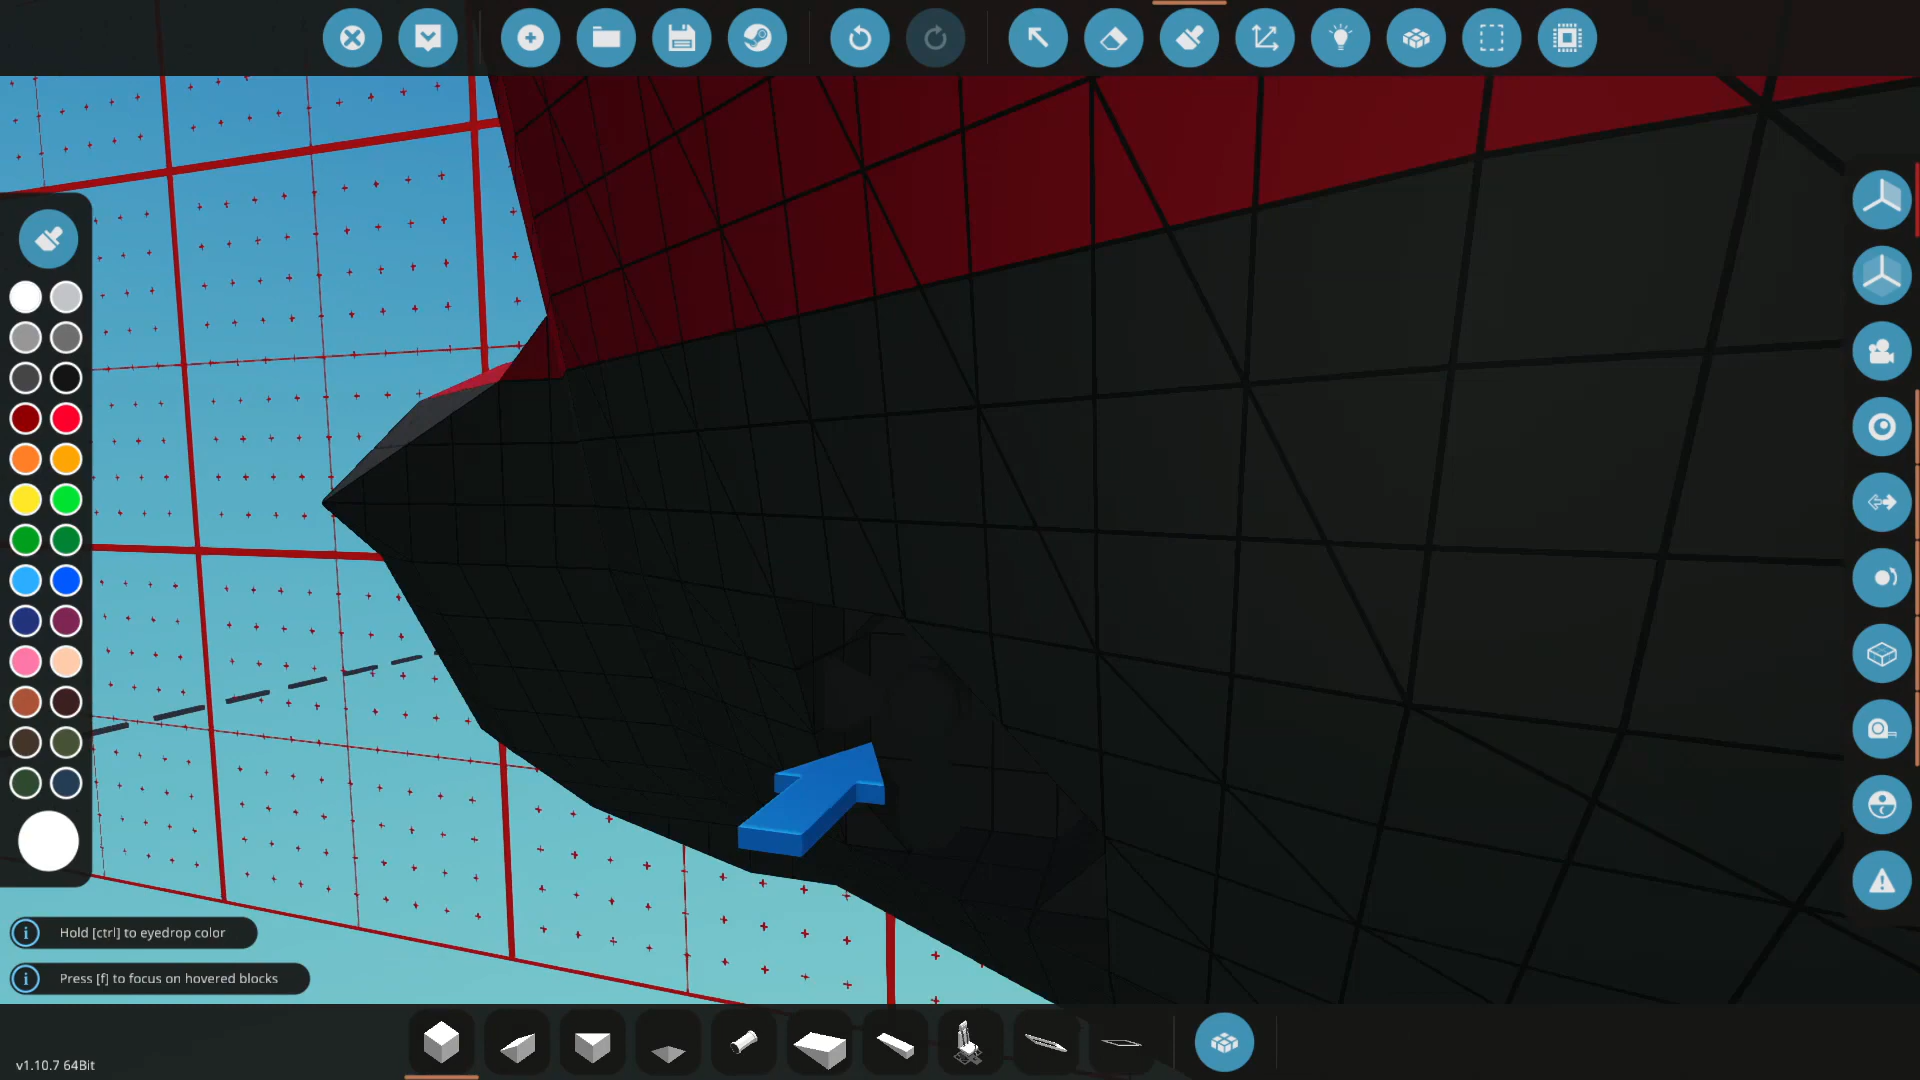 Hold [ctrl] to eyedrop color
Press [f] to focus on hovered blocks
v1.10.7 64Bit